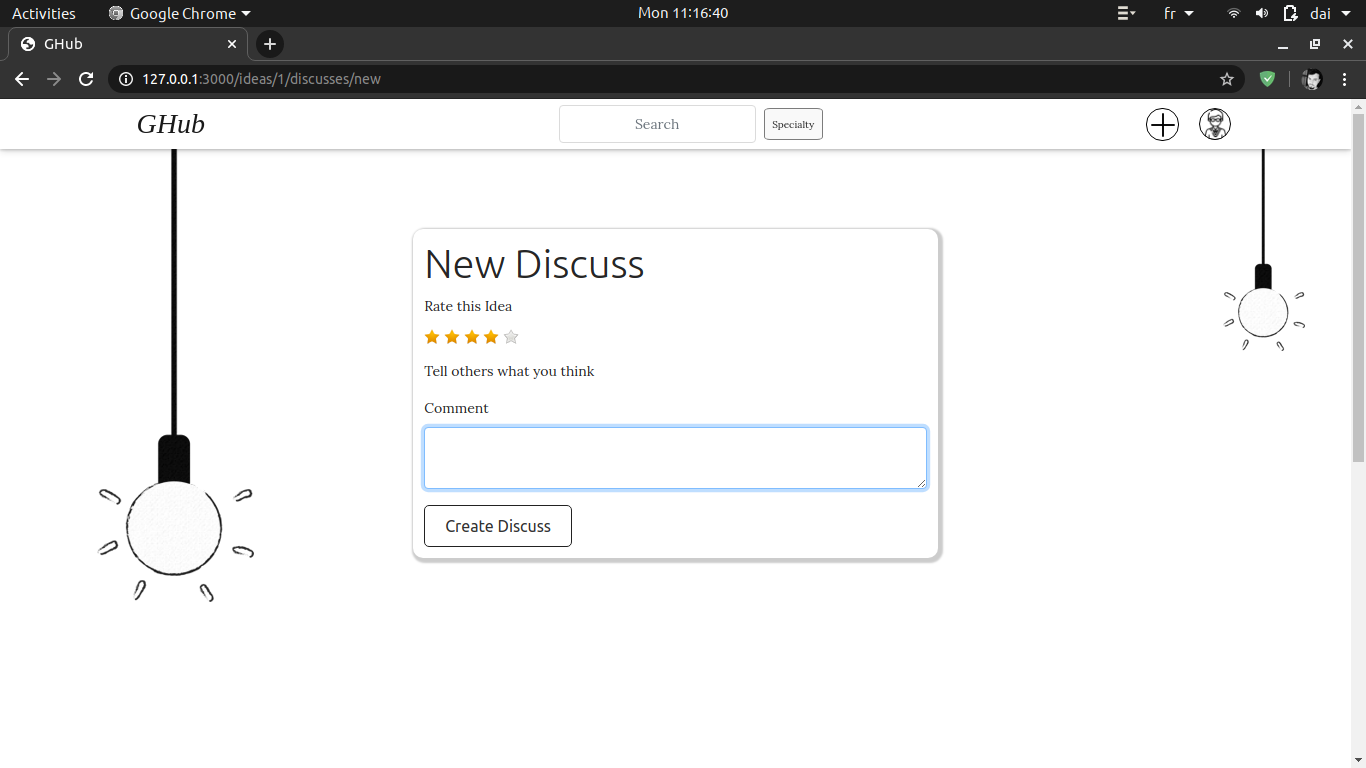 Activities Google Chrome Mon 11:16:40 fr dai
GHub
127.0.0.1:3000/ideas/1/discusses/new
GHub Search Specialty
New Discuss
Rate this Idea
Tell others what you think
Comment
Create Discuss